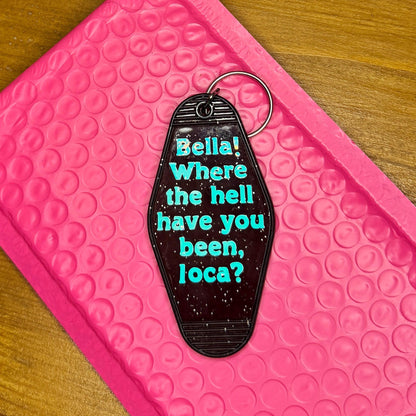 Bella!
Where
the hell
have you
been,
loca?